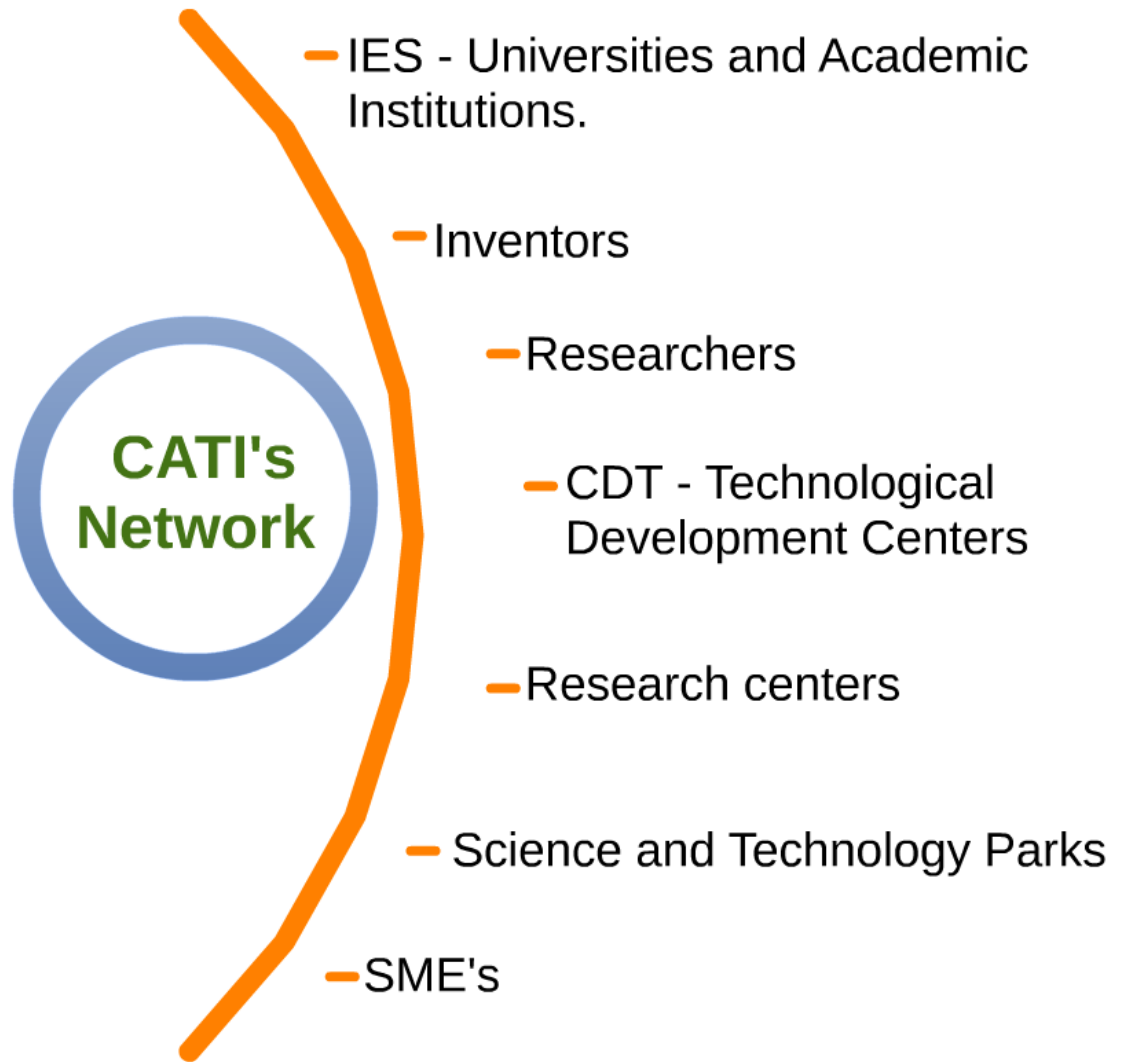 IES - Universities and Academic
Institutions.
Inventors
Researchers
CATI's
Network
CDT - Technological
Development Centers
Research centers
Science and Technology Parks
SME's